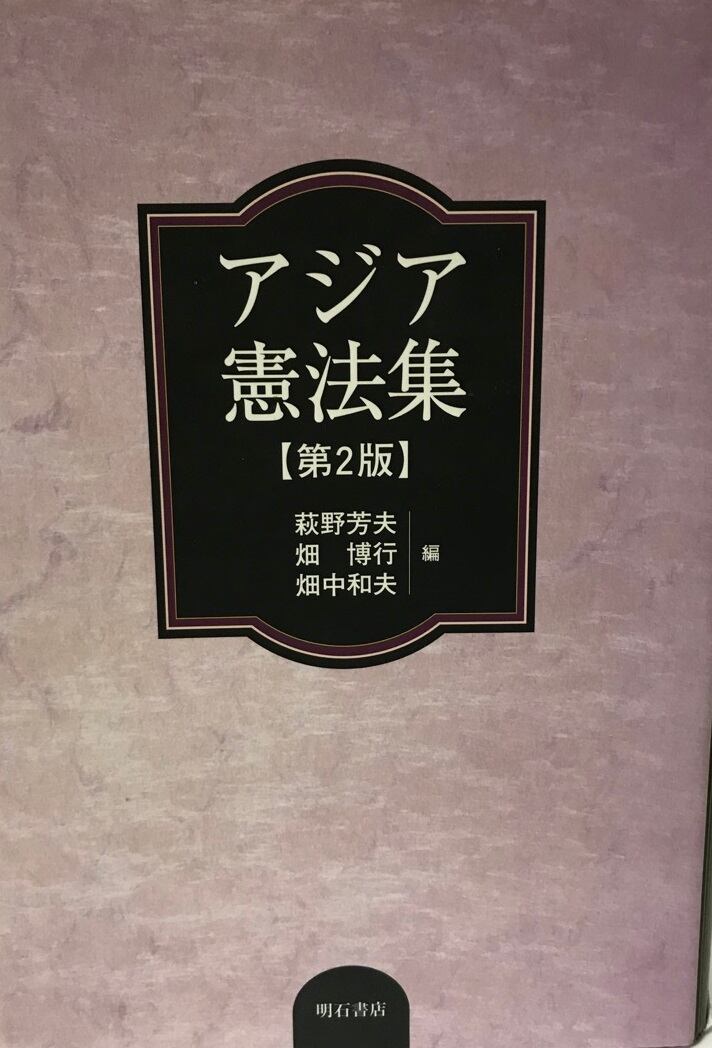 アジア
憲法集
【第2版】
萩野芳夫
畑　博行
畑中和夫
編
明石書店